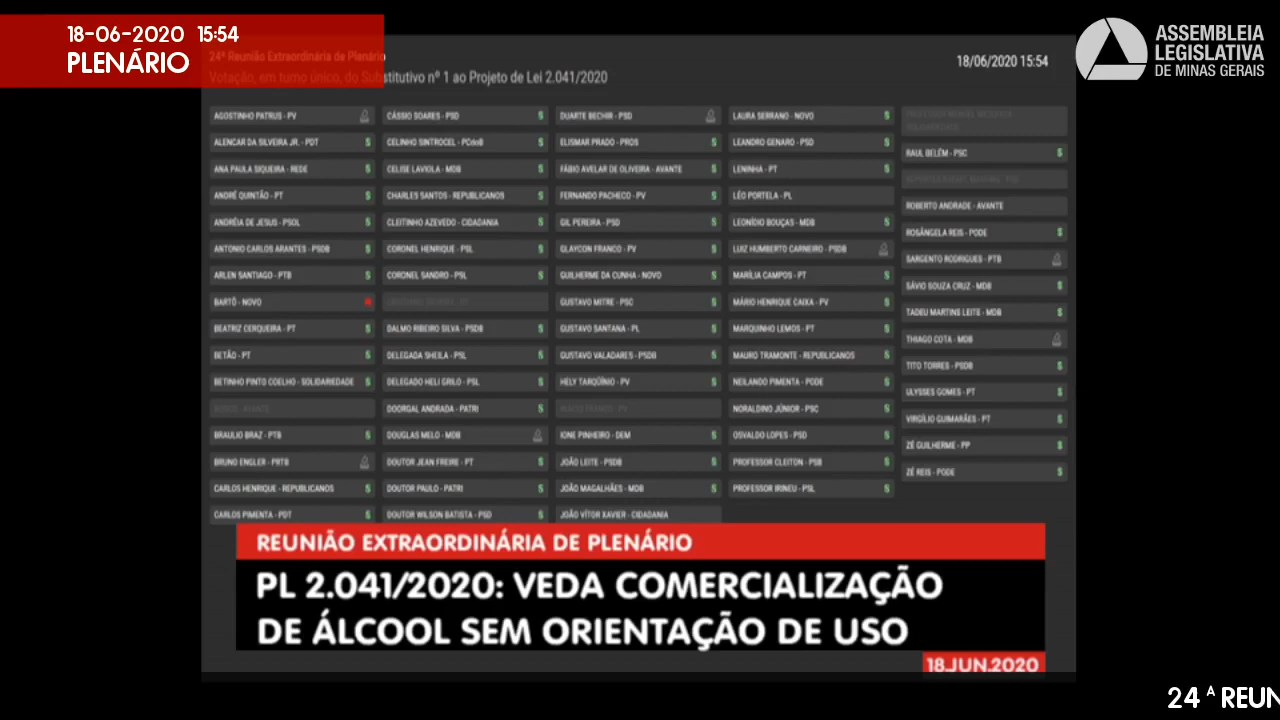 18-06-2020 15:54
PLENÁRIO
ASSEMBLEIA
LEGISLATIVA
DE MINAS GERAIS
24ª Reunião Extraordinária de Plenário
Votação, em turno único, do Substitutivo nº 1 ao Projeto de Lei 2.041/2020
18/06/2020 15:54
AGOSTINHO PATRUS - PV
ALENCAR DA SILVEIRA JR. - PDT S
ANA PAULA SIQUEIRA - REDE S
ANDRÉ QUINTÃO - PT S
ANDRÉIA DE JESUS - PSOL S
ANTONIO CARLOS ARANTES - PSDB S
ARLEN SANTIAGO - PTB S
BARTÔ - NOVO
BEATRIZ CERQUEIRA - PT S
BETÃO - PT S
BETINHO PINTO COELHO - SOLIDARIEDADE S
BRAULIO BRAZ - PTB S
BRUNO ENGLER - PRTB
CARLOS HENRIQUE - REPUBLICANOS S
CARLOS PIMENTA - PDT S
CÁSSIO SOARES - PSD S
CELINHO SINTROCEL - PCdoB S
CELISE LAVIOLA - MDB S
CHARLES SANTOS - REPUBLICANOS S
CLEITINHO AZEVEDO - CIDADANIA S
CORONEL HENRIQUE - PSL S
CORONEL SANDRO - PSL S
DALMO RIBEIRO SILVA - PSDB S
DELEGADA SHEILA - PSL S
DELEGADO HELI GRILO - PSL S
DOORGAL ANDRADA - PATRI S
DOUGLAS MELO - MDB
DOUTOR JEAN FREIRE - PT S
DOUTOR PAULO - PATRI S
DOUTOR WILSON BATISTA - PSD S
DUARTE BECHIR - PSD
ELISMAR PRADO - PROS S
FÁBIO AVELAR DE OLIVEIRA - AVANTE S
FERNANDO PACHECO - PV S
GIL PEREIRA - PSD S
GLAYCON FRANCO - PV S
GUILHERME DA CUNHA - NOVO S
GUSTAVO MITRE - PSC S
GUSTAVO SANTANA - PL S
GUSTAVO VALADARES - PSDB S
HELY TARQÜÍNIO - PV S
IONE PINHEIRO - DEM S
JOÃO LEITE - PSDB S
JOÃO MAGALHÃES - MDB S
JOÃO VÍTOR XAVIER - CIDADANIA
LAURA SERRANO - NOVO S
LEANDRO GENARO - PSD S
LENINHA - PT S
LÉO PORTELA - PL
LEONÍDIO BOUÇAS - MDB S
LUIZ HUMBERTO CARNEIRO - PSDB
MARÍLIA CAMPOS - PT S
MÁRIO HENRIQUE CAIXA - PV S
MARQUINHO LEMOS - PT S
MAURO TRAMONTE - REPUBLICANOS S
NEILANDO PIMENTA - PODE S
NORALDINO JÚNIOR - PSC S
OSVALDO LOPES - PSD S
PROFESSOR CLEITON - PSB S
PROFESSOR IRINEU - PSL S
RAUL BELÉM - PSC S
ROBERTO ANDRADE - AVANTE
ROSÂNGELA REIS - PODE S
SARGENTO RODRIGUES - PTB
SÁVIO SOUZA CRUZ - MDB S
TADEU MARTINS LEITE - MDB S
THIAGO COTA - MDB
TITO TORRES - PSDB S
ULYSSES GOMES - PT S
VIRGÍLIO GUIMARÃES - PT S
ZÉ GUILHERME - PP S
ZÉ REIS - PODE S
REUNIÃO EXTRAORDINÁRIA DE PLENÁRIO
PL 2.041/2020: VEDA COMERCIALIZAÇÃO
DE ÁLCOOL SEM ORIENTAÇÃO DE USO
18.JUN.2020
24ª REUN